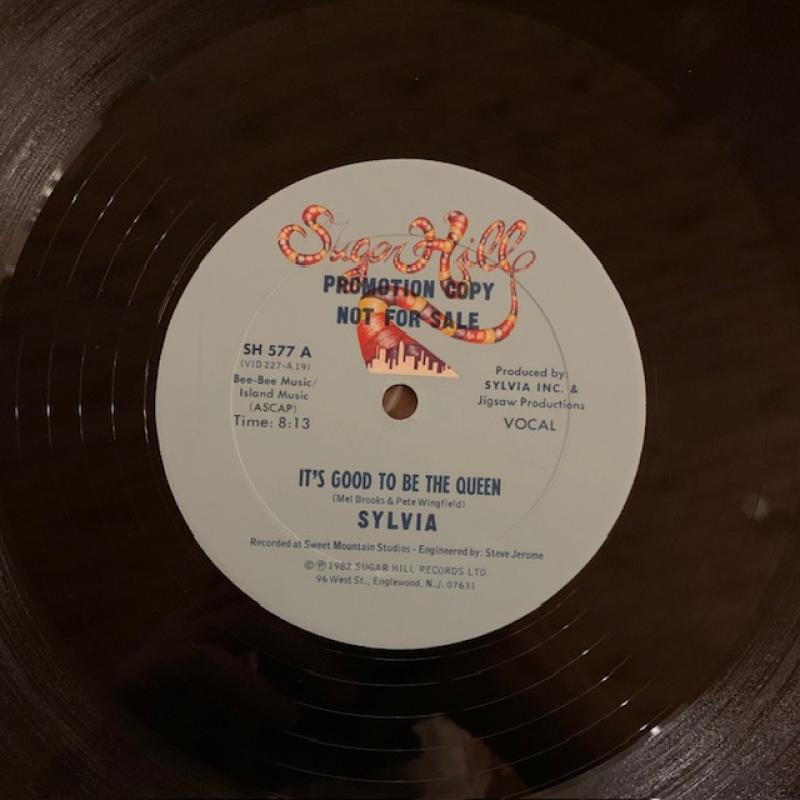 Sugar Hill
PROMOTION COPY
NOT FOR SALE
SH 577 A
(VID 227-A 19)
Bee-Bee Music/
Island Music
(ASCAP)
Time: 8:13
Produced by:
SYLVIA INC. &
Jigsaw Productions
VOCAL
IT'S GOOD TO BE THE QUEEN
(Mel Brooks & Pete Wingfield)
SYLVIA
Recorded at Sweet Mountain Studios - Engineered by: Steve Jerome
©℗1982 SUGAR HILL RECORDS LTD.
96 West St., Englewood, N.J. 07631